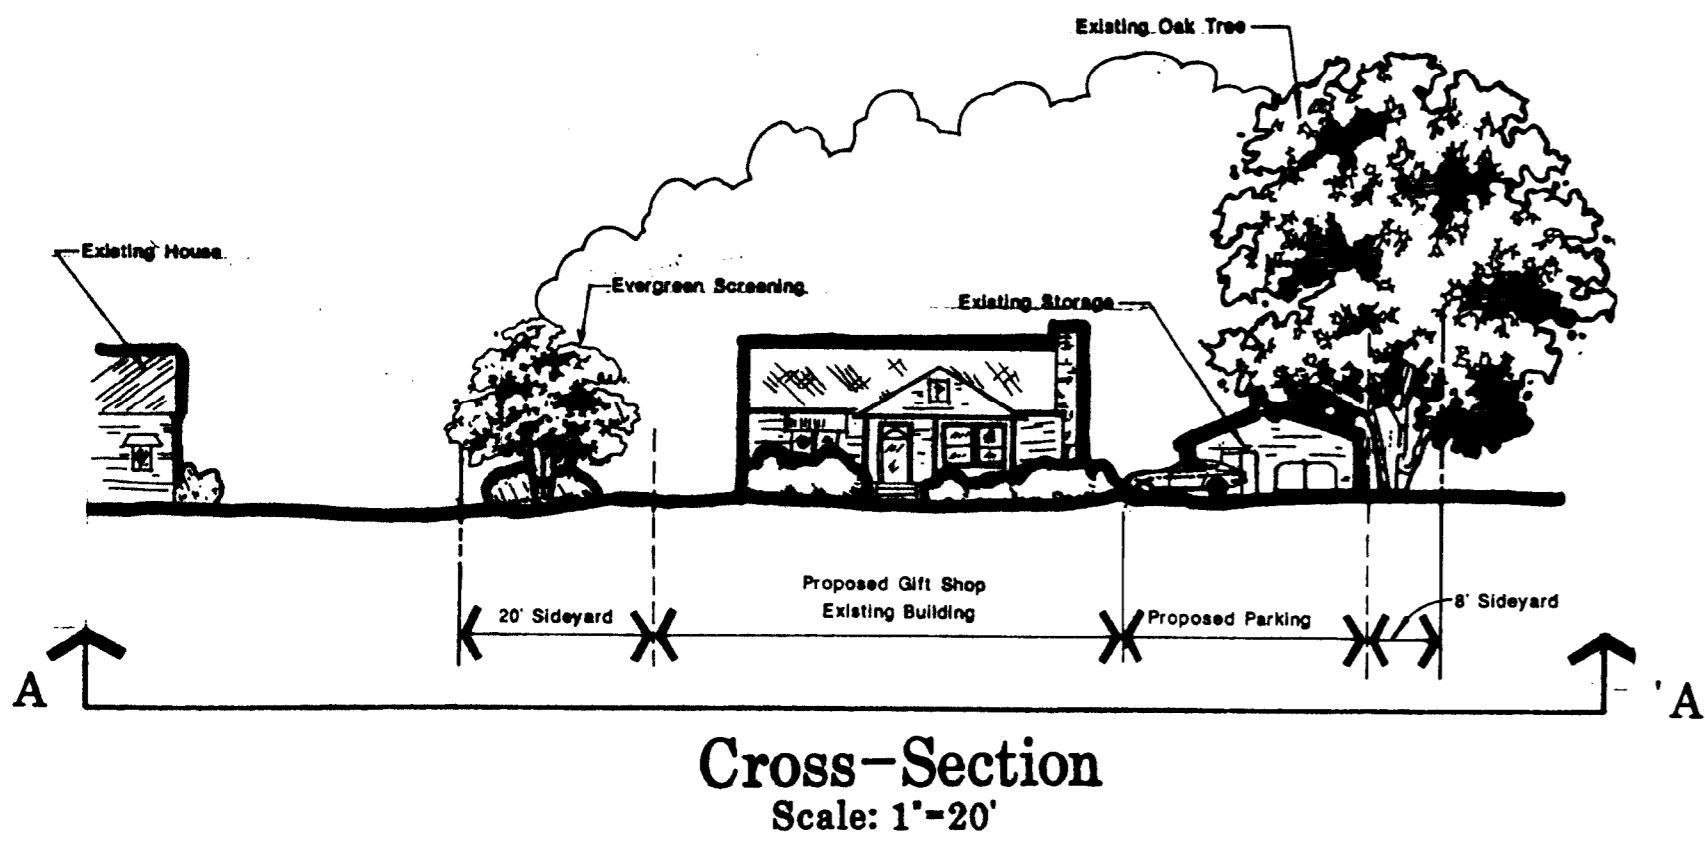 Existing Oak Tree
Existing House
Evergreen Screening
Existing Storage
Proposed Gift Shop
Existing Building
20' Sideyard
Proposed Parking
8' Sideyard
A
'A
Cross-Section
Scale: 1"=20'